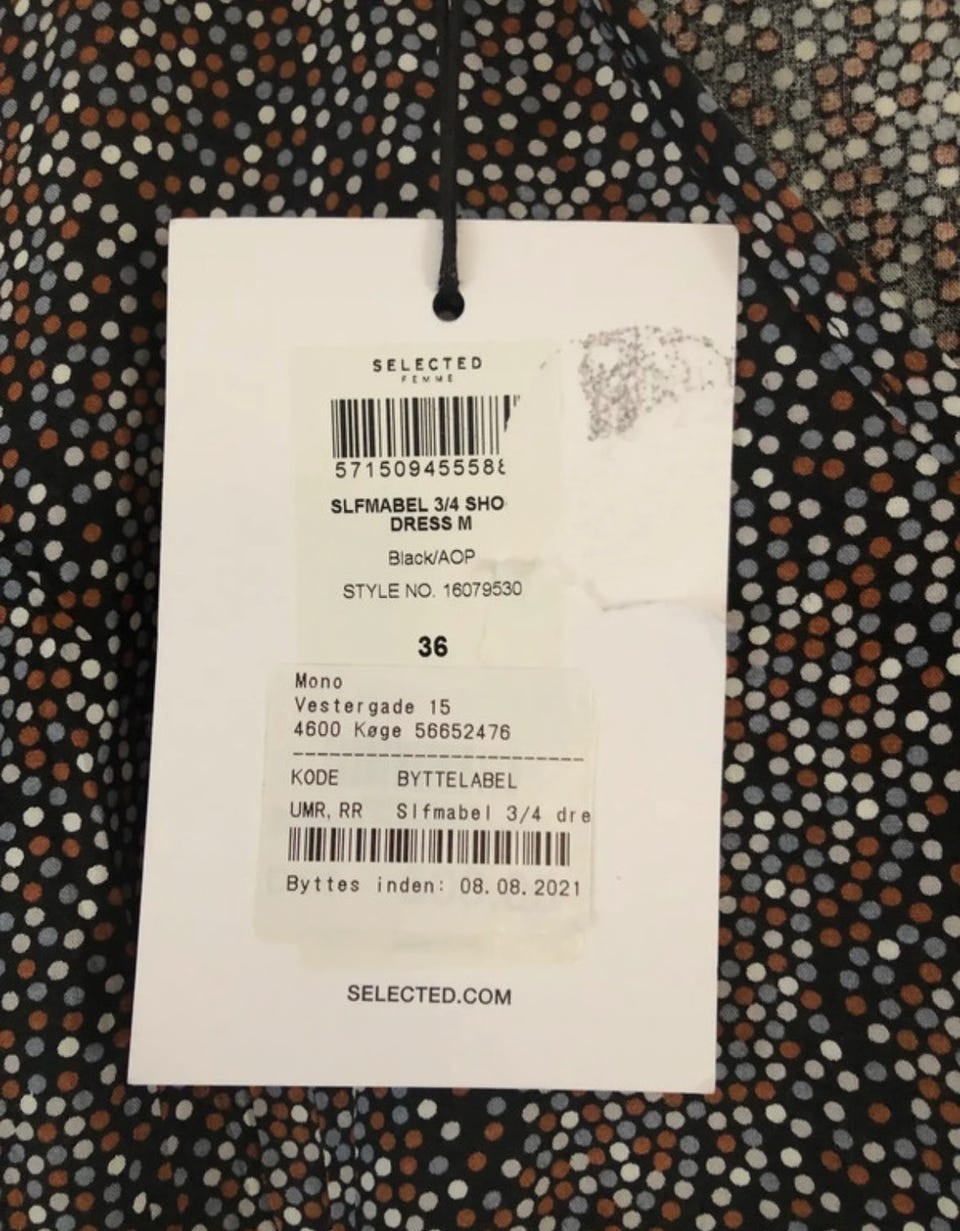 SELECTED
FEMME
571509455588
SLFMABEL 3/4 SHO
DRESS M
Black/AOP
STYLE NO. 16079530
36
Mono
Vestergade 15
4600 Køge 56652476
KODE BYTTELABEL
UMR, RR Slfmabel 3/4 dre
Byttes inden: 08.08.2021
SELECTED.COM